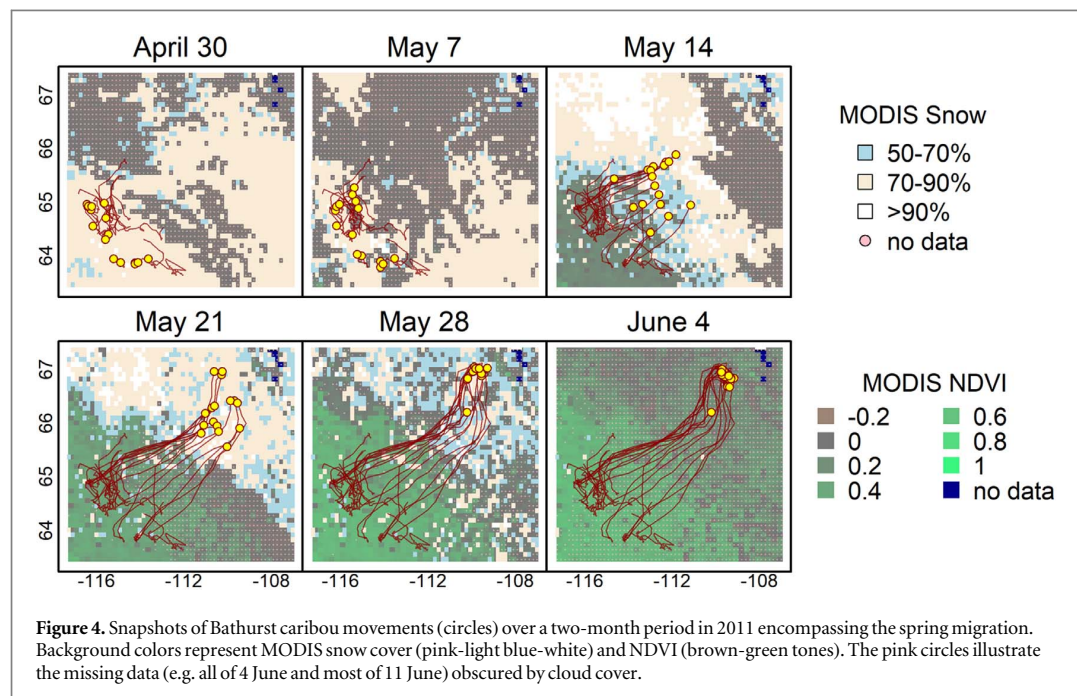 April 30 May 7 May 14
67
66
65
64
MODIS Snow
50-70%
70-90%
>90%
no data
May 21 May 28 June 4
67
66
65
64
-116 -112 -108 -116 -112 -108 -116 -112 -108
MODIS NDVI
-0.2 0.6
0 0.8
0.2 1
0.4 no data
Figure 4. Snapshots of Bathurst caribou movements (circles) over a two-month period in 2011 encompassing the spring migration.
Background colors represent MODIS snow cover (pink-light blue-white) and NDVI (brown-green tones). The pink circles illustrate
the missing data (e.g. all of 4 June and most of 11 June) obscured by cloud cover.